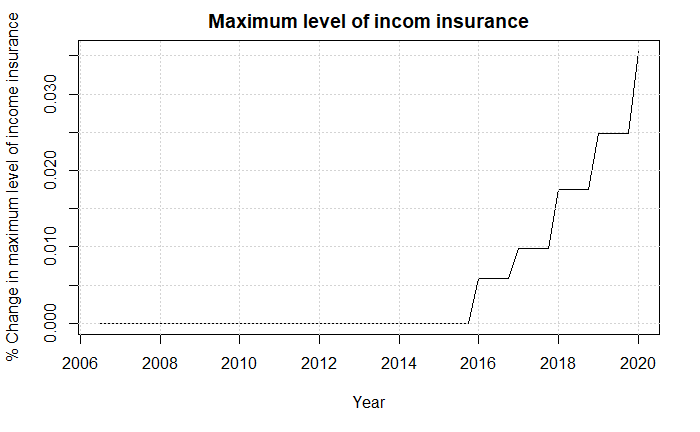 Maximum level of incom insurance
% Change in maximum level of income insurance
0.030
0.020
0.010
0.000
2006 2008 2010 2012 2014 2016 2018 2020
Year